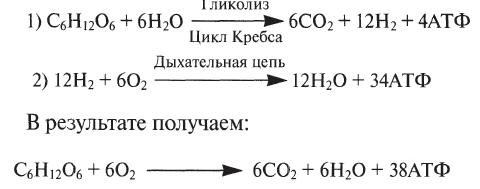 Гликолиз
1) C₆H₁₂O₆ + 6H₂O → 6CO₂ + 12H₂ + 4АТФ
Цикл Кребса
Дыхательная цепь
2) 12H₂ + 6O₂ → 12H₂O + 34АТФ
В результате получаем:
C₆H₁₂O₆ + 6O₂ → 6CO₂ + 6H₂O + 38АТФ